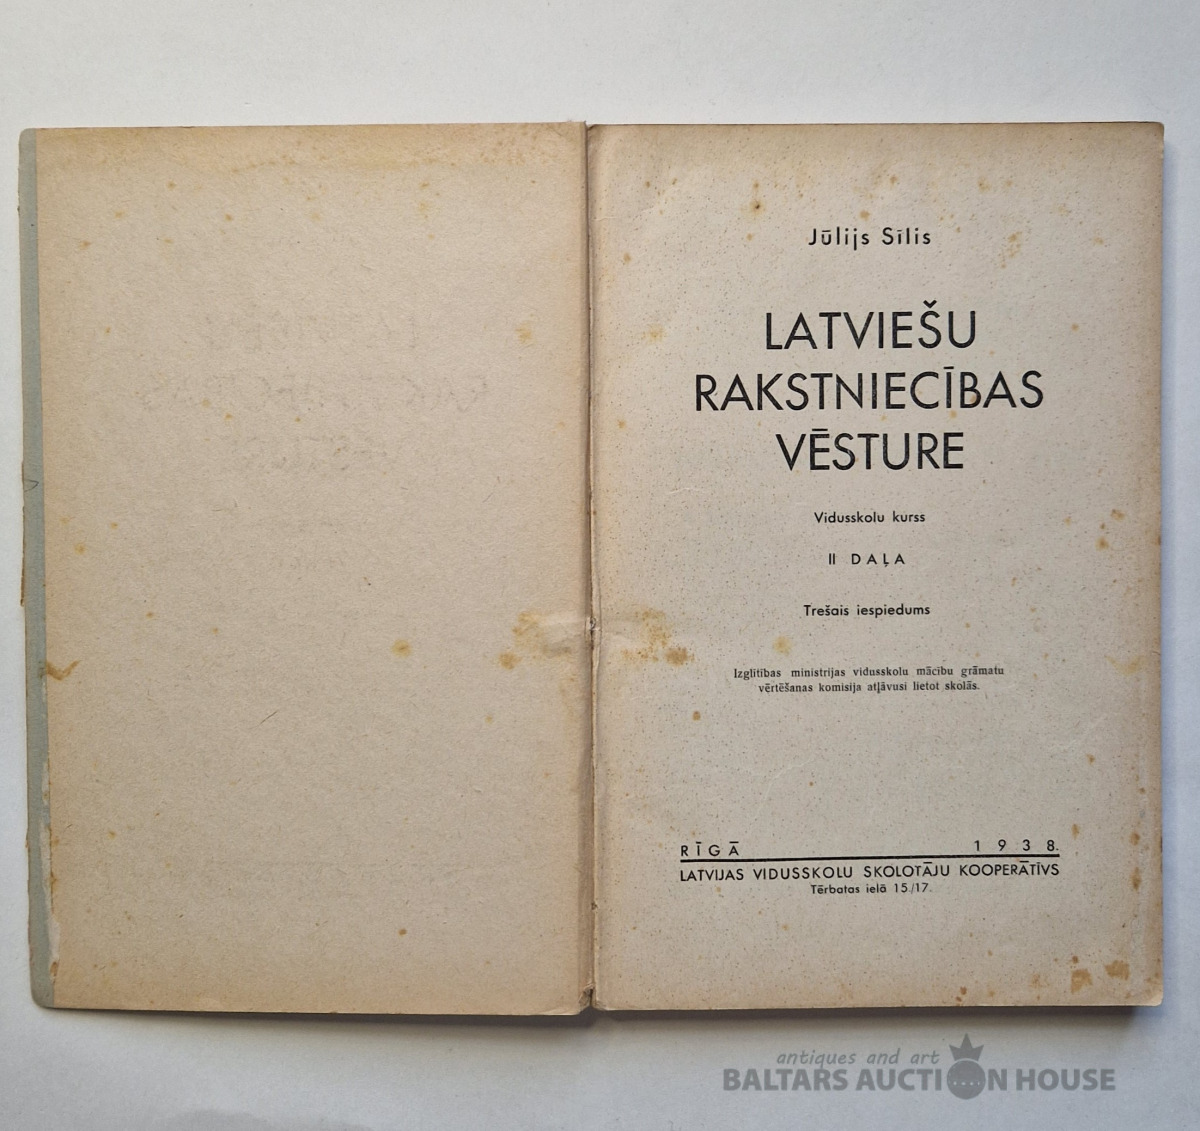 Jūlijs Sīlis
LATVIEŠU
RAKSTNIECĪBAS
VĒSTURE
Vidusskolu kurss
II DAĻA
Trešais iespiedums
Izglītības ministrijas vidusskolu mācību grāmatu
vērtēšanas komisija atļāvusi lietot skolās.
RĪGĀ 1938.
LATVIJAS VIDUSSKOLU SKOLOTĀJU KOOPERĀTĪVS
Tērbatas ielā 15/17.
antiques and art
BALTARS AUCTION HOUSE